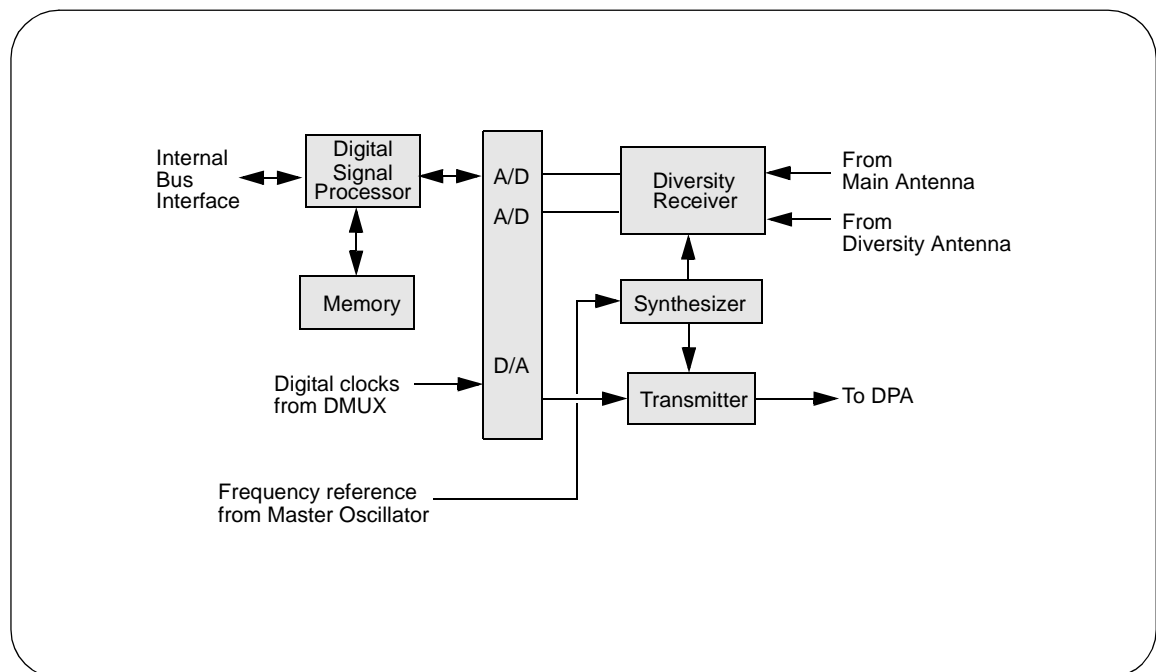 Internal
Bus
Interface
Digital
Signal
Processor
Memory
A/D
A/D
D/A
Diversity
Receiver
From
Main Antenna
From
Diversity Antenna
Synthesizer
Digital clocks
from DMUX
Transmitter
To DPA
Frequency reference
from Master Oscillator